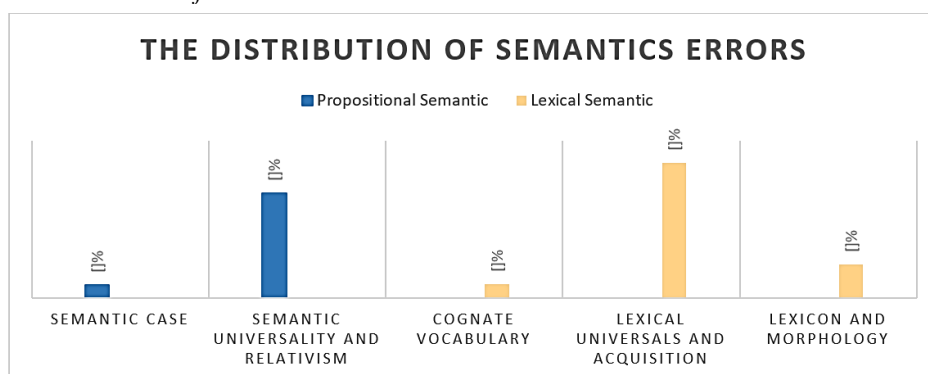 THE DISTRIBUTION OF SEMANTICS ERRORS
Propositional Semantic Lexical Semantic
[]%
[]%
[]%
[]%
[]%
SEMANTIC CASE
SEMANTIC
UNIVERSALITY AND
RELATIVISM
COGNATE
VOCABULARY
LEXICAL
UNIVERSALS AND
ACQUISITION
LEXICON AND
MORPHOLOGY